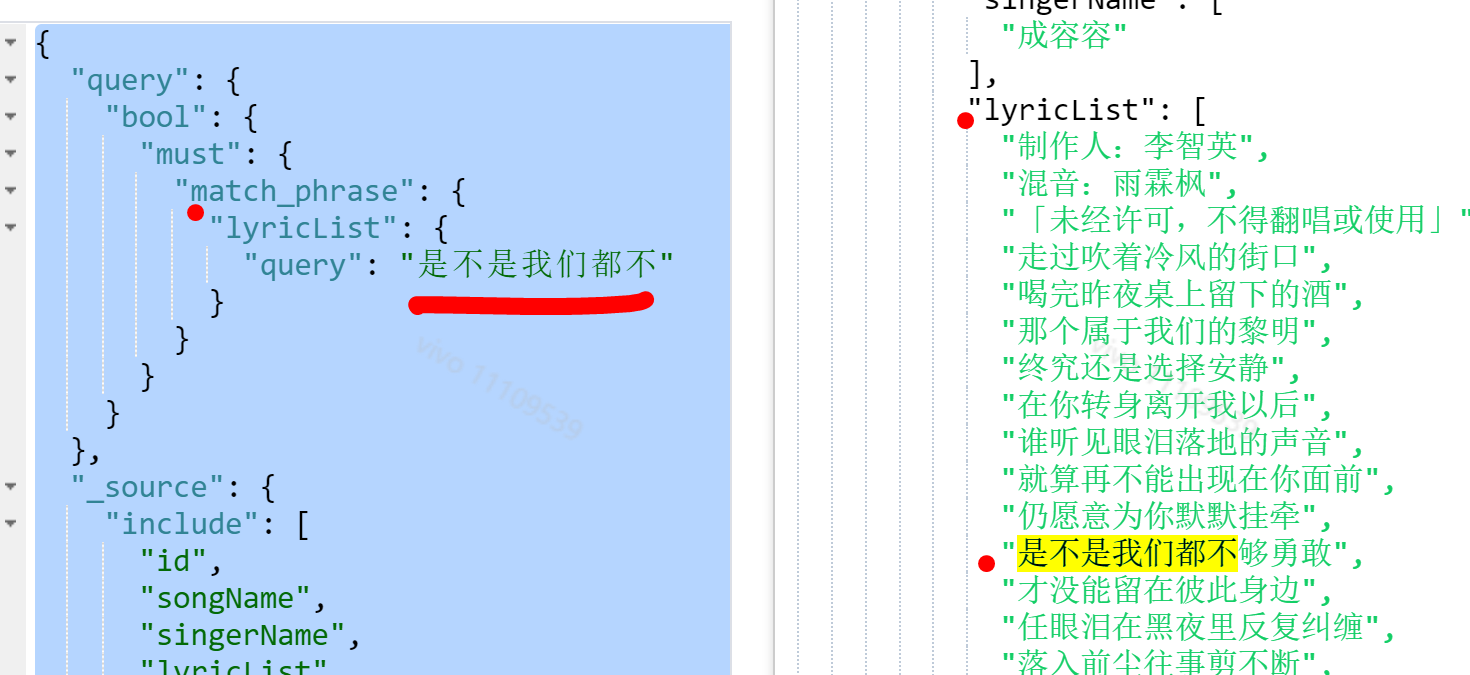 {
"query": {
"bool": {
"must": {
"match_phrase": {
"lyricList": {
"query": "是不是我们都不"
}
}
}
}
},
"_source": {
"include": [
"id",
"songName",
"singerName",
"lyricList"
"singerName": [
"成容容"
],
"lyricList": [
"制作人：李智英",
"混音：雨霖枫",
"「未经许可，不得翻唱或使用」"
"走过吹着冷风的街口",
"喝完昨夜桌上留下的酒",
"那个属于我们的黎明",
"终究还是选择安静",
"在你转身离开我以后",
"谁听见眼泪落地的声音",
"就算再不能出现在你面前",
"仍愿意为你默默挂牵",
"是不是我们都不够勇敢",
"才没能留在彼此身边",
"任眼泪在黑夜里反复纠缠",
"落入前尘往事剪不断",
vivo 11109539